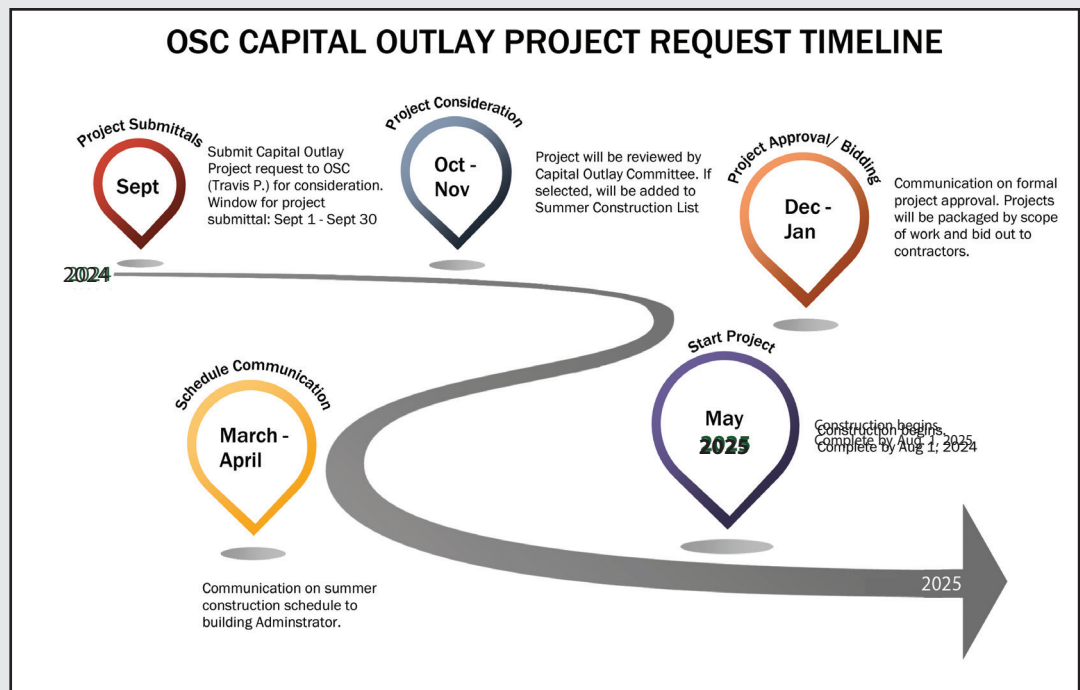 OSC CAPITAL OUTLAY PROJECT REQUEST TIMELINE
Project Submittals
Sept
Submit Capital Outlay
Project request to OSC
(Travis P.) for consideration.
Window for project
submittal: Sept 1 - Sept 30
Project Consideration
Oct -
Nov
Project will be reviewed by
Capital Outlay Committee. If
selected, will be added to
Summer Construction List
Project Approval/ Bidding
Dec -
Jan
Communication on formal
project approval. Projects
will be packaged by scope
of work and bid out to
contractors.
2024
Schedule Communication
March -
April
Communication on summer
construction schedule to
building Adminstrator.
Start Project
May
2025
Construction begins.
Complete by Aug 1, 2025
Construction begins.
Complete by Aug 1, 2024
2025